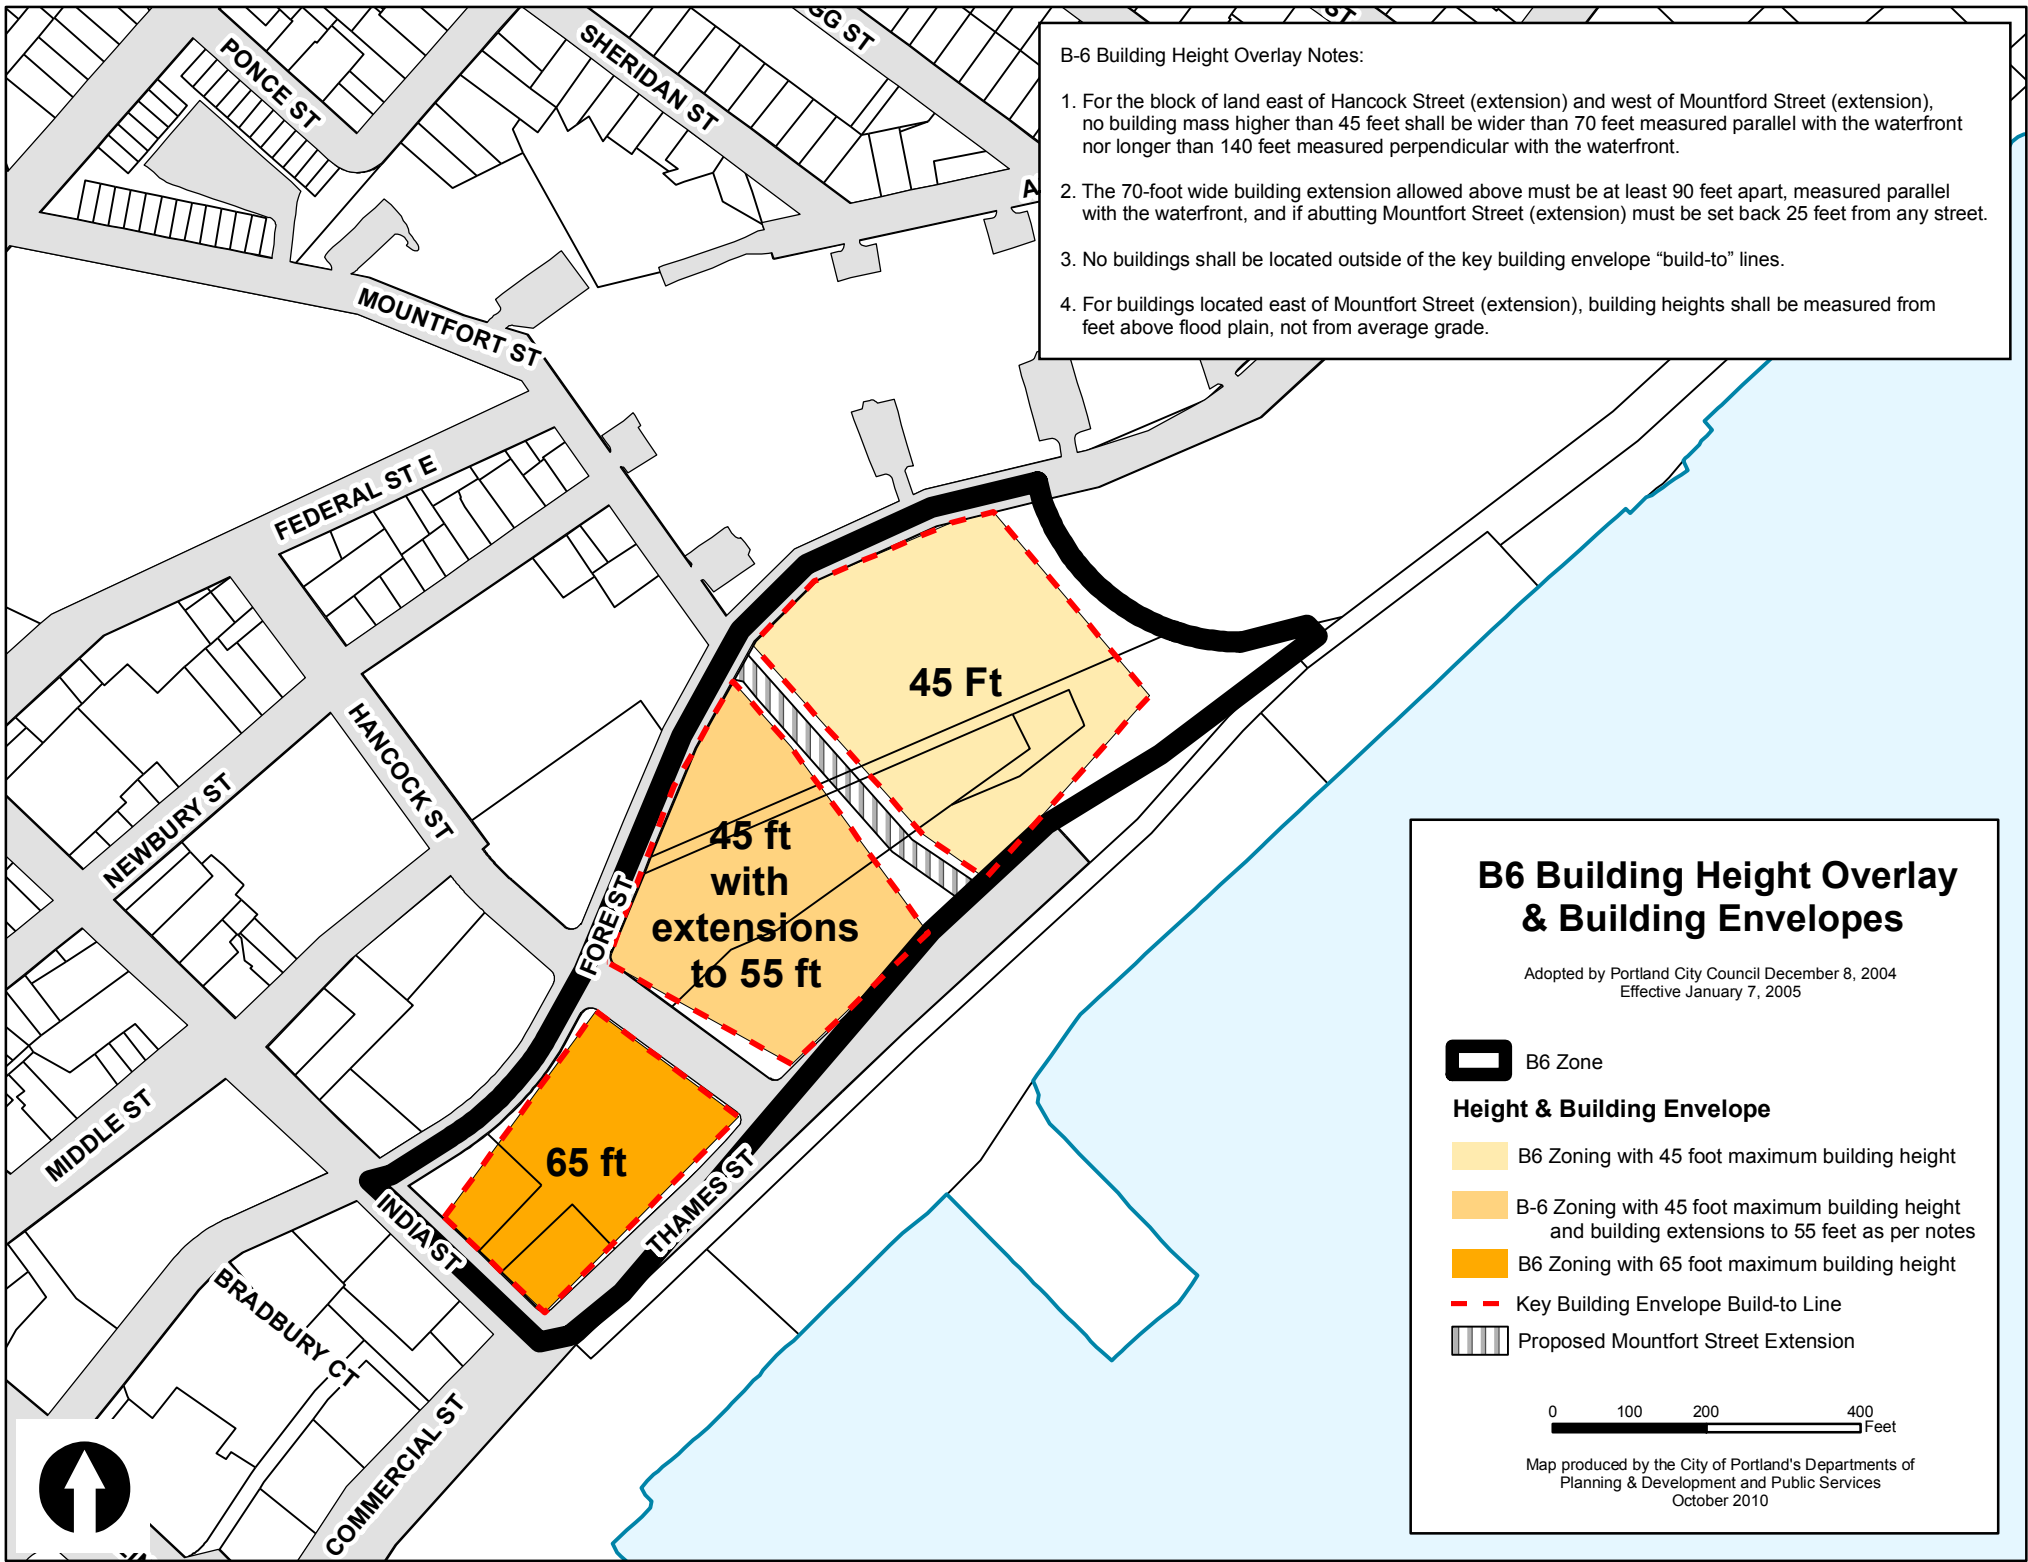 PONCE ST
SHERIDAN ST
GG ST
ST
B-6 Building Height Overlay Notes:
1. For the block of land east of Hancock Street (extension) and west of Mountford Street (extension),
no building mass higher than 45 feet shall be wider than 70 feet measured parallel with the waterfront
nor longer than 140 feet measured perpendicular with the waterfront.
2. The 70-foot wide building extension allowed above must be at least 90 feet apart, measured parallel
with the waterfront, and if abutting Mountfort Street (extension) must be set back 25 feet from any street.
3. No buildings shall be located outside of the key building envelope “build-to” lines.
4. For buildings located east of Mountfort Street (extension), building heights shall be measured from
feet above flood plain, not from average grade.
A
MOUNTFORT ST
FEDERAL ST E
HANCOCK ST
NEWBURY ST
45 Ft
45 ft
with
extensions
to 55 ft
FORE ST
65 ft
MIDDLE ST
INDIA ST
THAMES ST
BRADBURY CT
COMMERCIAL ST
B6 Building Height Overlay
& Building Envelopes
Adopted by Portland City Council December 8, 2004
Effective January 7, 2005
B6 Zone
Height & Building Envelope
B6 Zoning with 45 foot maximum building height
B-6 Zoning with 45 foot maximum building height
and building extensions to 55 feet as per notes
B6 Zoning with 65 foot maximum building height
Key Building Envelope Build-to Line
Proposed Mountfort Street Extension
0 100 200 400
Feet
Map produced by the City of Portland's Departments of
Planning & Development and Public Services
October 2010